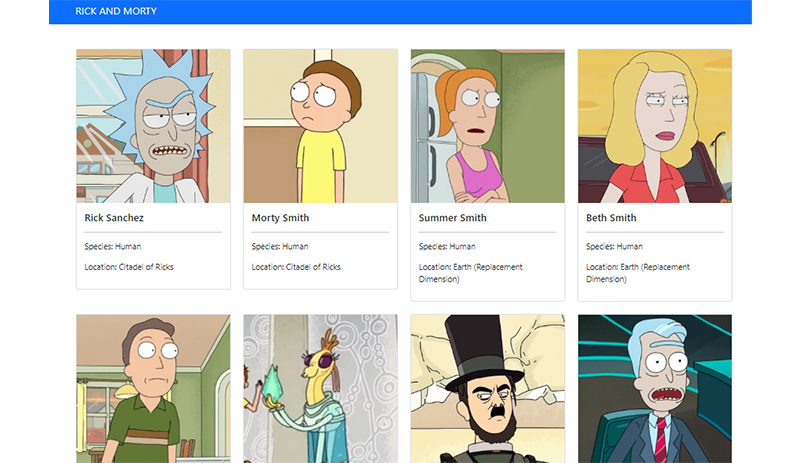 RICK AND MORTY
Rick Sanchez
Species: Human
Location: Citadel of Ricks
Morty Smith
Species: Human
Location: Citadel of Ricks
Summer Smith
Species: Human
Location: Earth (Replacement
Dimension)
Beth Smith
Species: Human
Location: Earth (Replacement
Dimension)